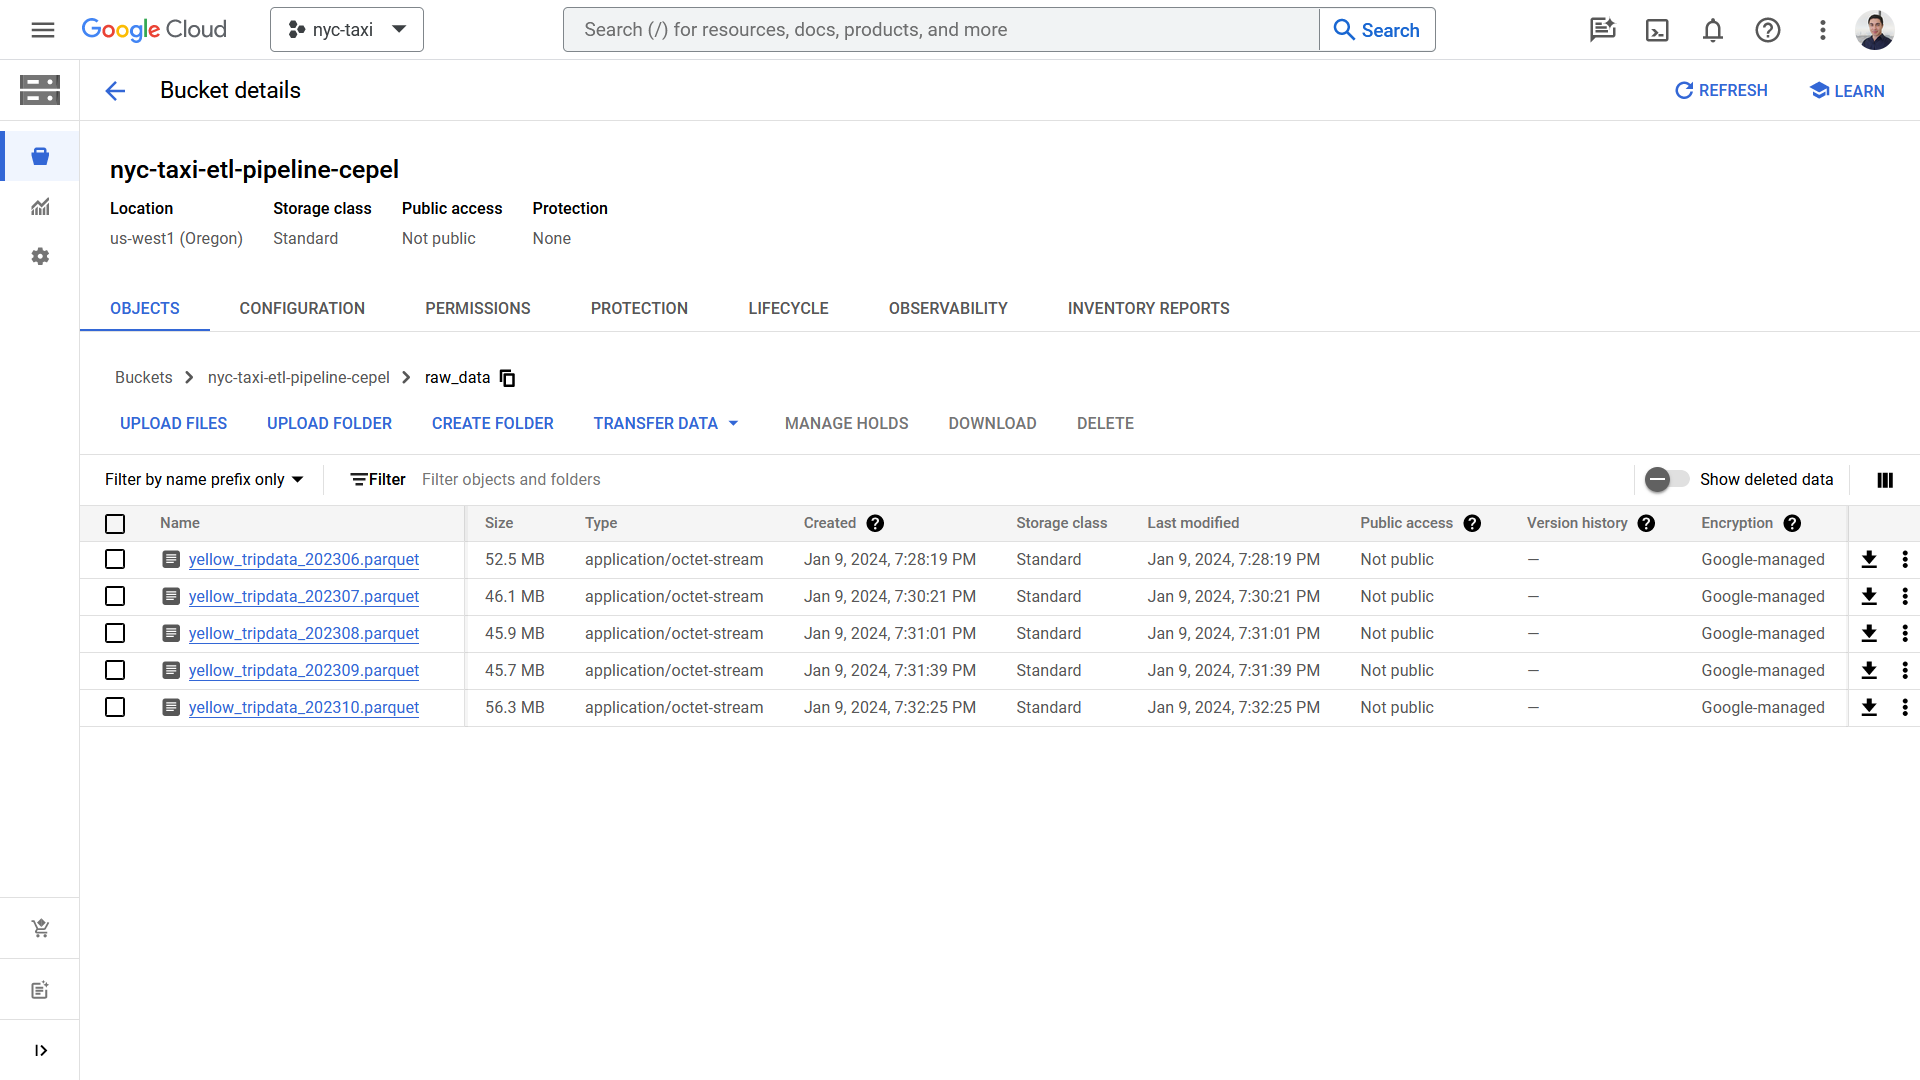 Google Cloud nyc-taxi Search (/) for resources, docs, products, and more Search
Bucket details REFRESH LEARN
nyc-taxi-etl-pipeline-cepel
Location Storage class Public access Protection
us-west1 (Oregon) Standard Not public None
OBJECTS CONFIGURATION PERMISSIONS PROTECTION LIFECYCLE OBSERVABILITY INVENTORY REPORTS
Buckets nyc-taxi-etl-pipeline-cepel raw_data
UPLOAD FILES UPLOAD FOLDER CREATE FOLDER TRANSFER DATA MANAGE HOLDS DOWNLOAD DELETE
Filter by name prefix only Filter Filter objects and folders Show deleted data
Name Size Type Created Storage class Last modified Public access Version history Encryption
yellow_tripdata_202306.parquet 52.5 MB application/octet-stream Jan 9, 2024, 7:28:19 PM Standard Jan 9, 2024, 7:28:19 PM Not public — Google-managed
yellow_tripdata_202307.parquet 46.1 MB application/octet-stream Jan 9, 2024, 7:30:21 PM Standard Jan 9, 2024, 7:30:21 PM Not public — Google-managed
yellow_tripdata_202308.parquet 45.9 MB application/octet-stream Jan 9, 2024, 7:31:01 PM Standard Jan 9, 2024, 7:31:01 PM Not public — Google-managed
yellow_tripdata_202309.parquet 45.7 MB application/octet-stream Jan 9, 2024, 7:31:39 PM Standard Jan 9, 2024, 7:31:39 PM Not public — Google-managed
yellow_tripdata_202310.parquet 56.3 MB application/octet-stream Jan 9, 2024, 7:32:25 PM Standard Jan 9, 2024, 7:32:25 PM Not public — Google-managed